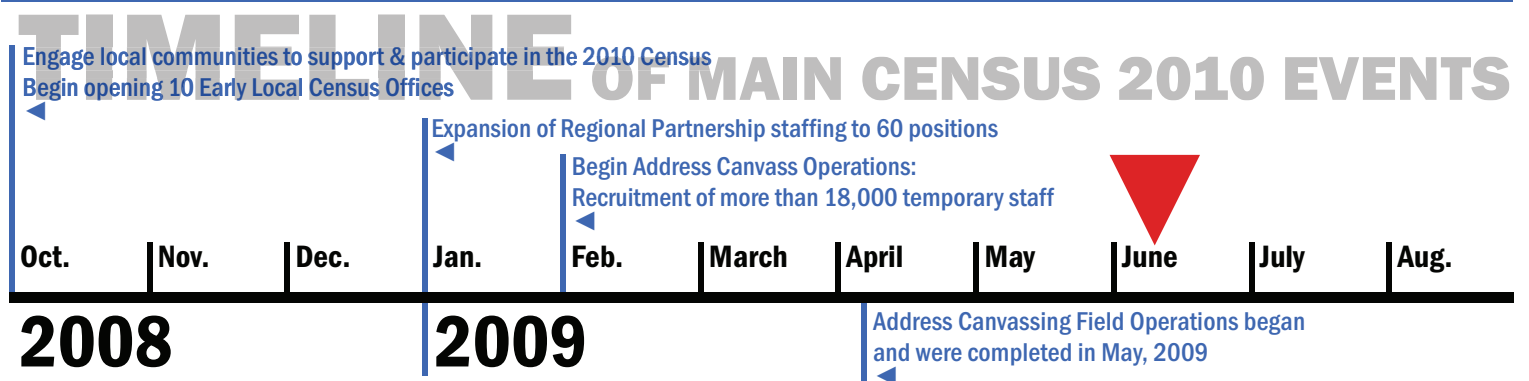 TIMELINE OF MAIN CENSUS 2010 EVENTS
Engage local communities to support & participate in the 2010 Census
Begin opening 10 Early Local Census Offices
Expansion of Regional Partnership staffing to 60 positions
Begin Address Canvass Operations:
Recruitment of more than 18,000 temporary staff
Oct. Nov. Dec. Jan. Feb. March April May June July Aug.
2008 2009
Address Canvassing Field Operations began
and were completed in May, 2009